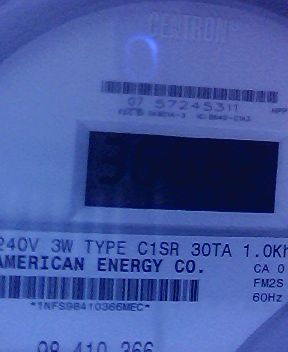 CENTRON
07 57245311
240V 3W TYPE C1SR 30TA 1.0Kh
AMERICAN ENERGY CO.
CA 0
FM2S
60Hz
*1NFS98410366MEC*
98 410 366